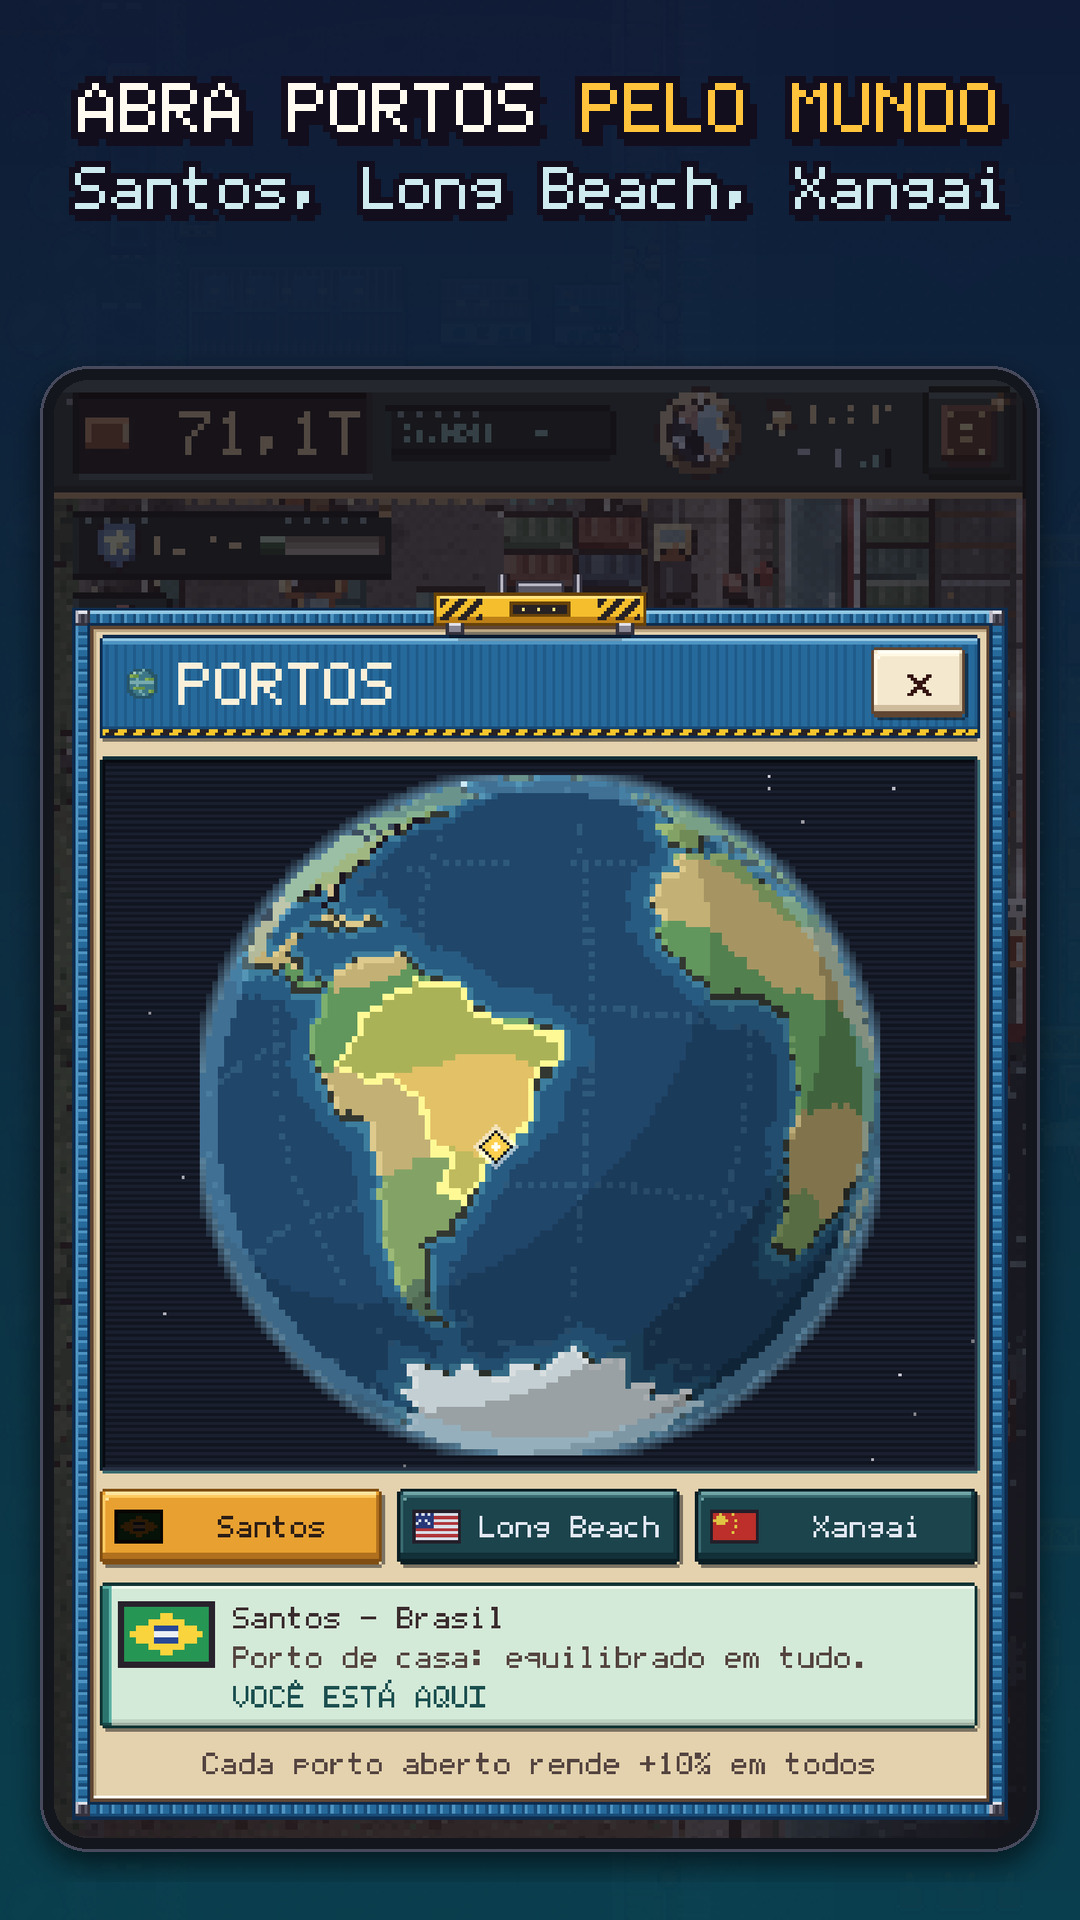 ABRA PORTOS PELO MUNDO
Santos, Long Beach, Xangai
71,1T
PORTOS
x
Santos
Long Beach
Xangai
Santos - Brasil
Porto de casa: equilibrado em tudo.
VOCÊ ESTÁ AQUI
Cada porto aberto rende +10% em todos